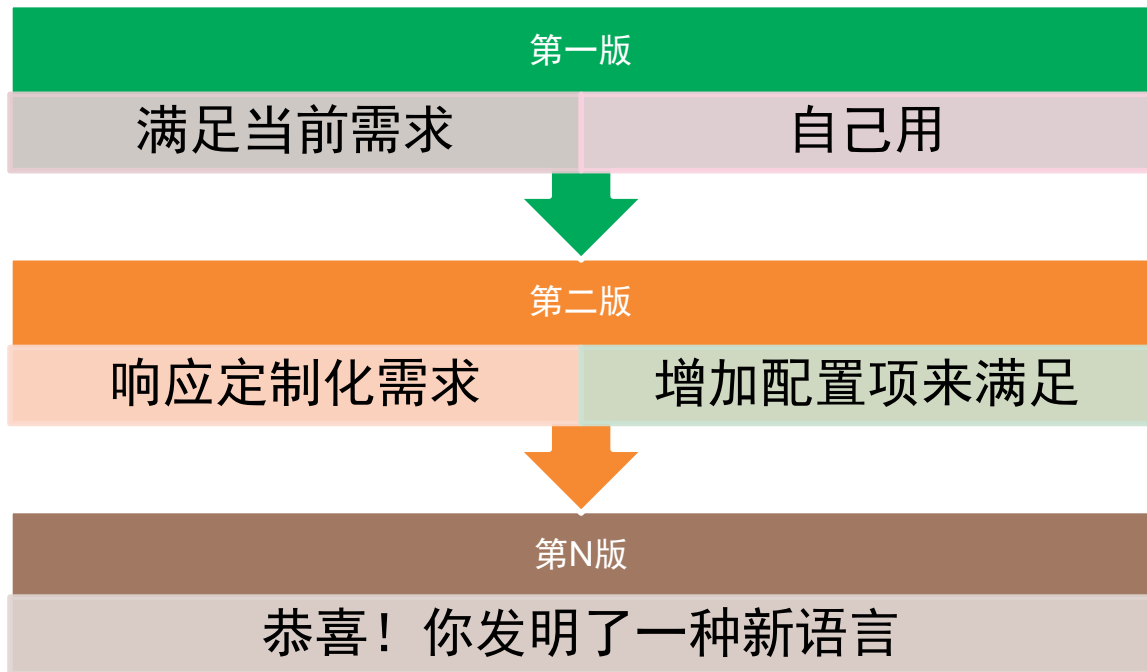 第一版
满足当前需求 自己用
第二版
响应定制化需求 增加配置项来满足
第N版
恭喜！你发明了一种新语言